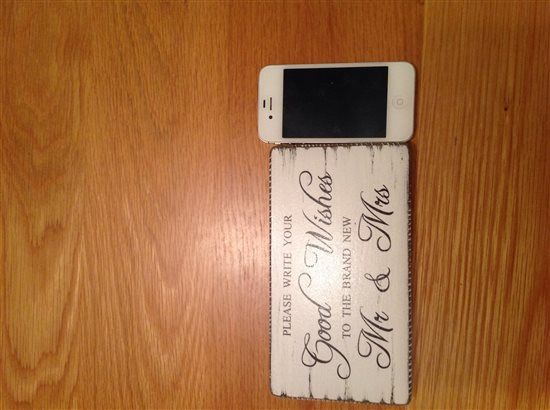 PLEASE WRITE YOUR
Good Wishes
TO THE BRAND NEW
Mr & Mrs